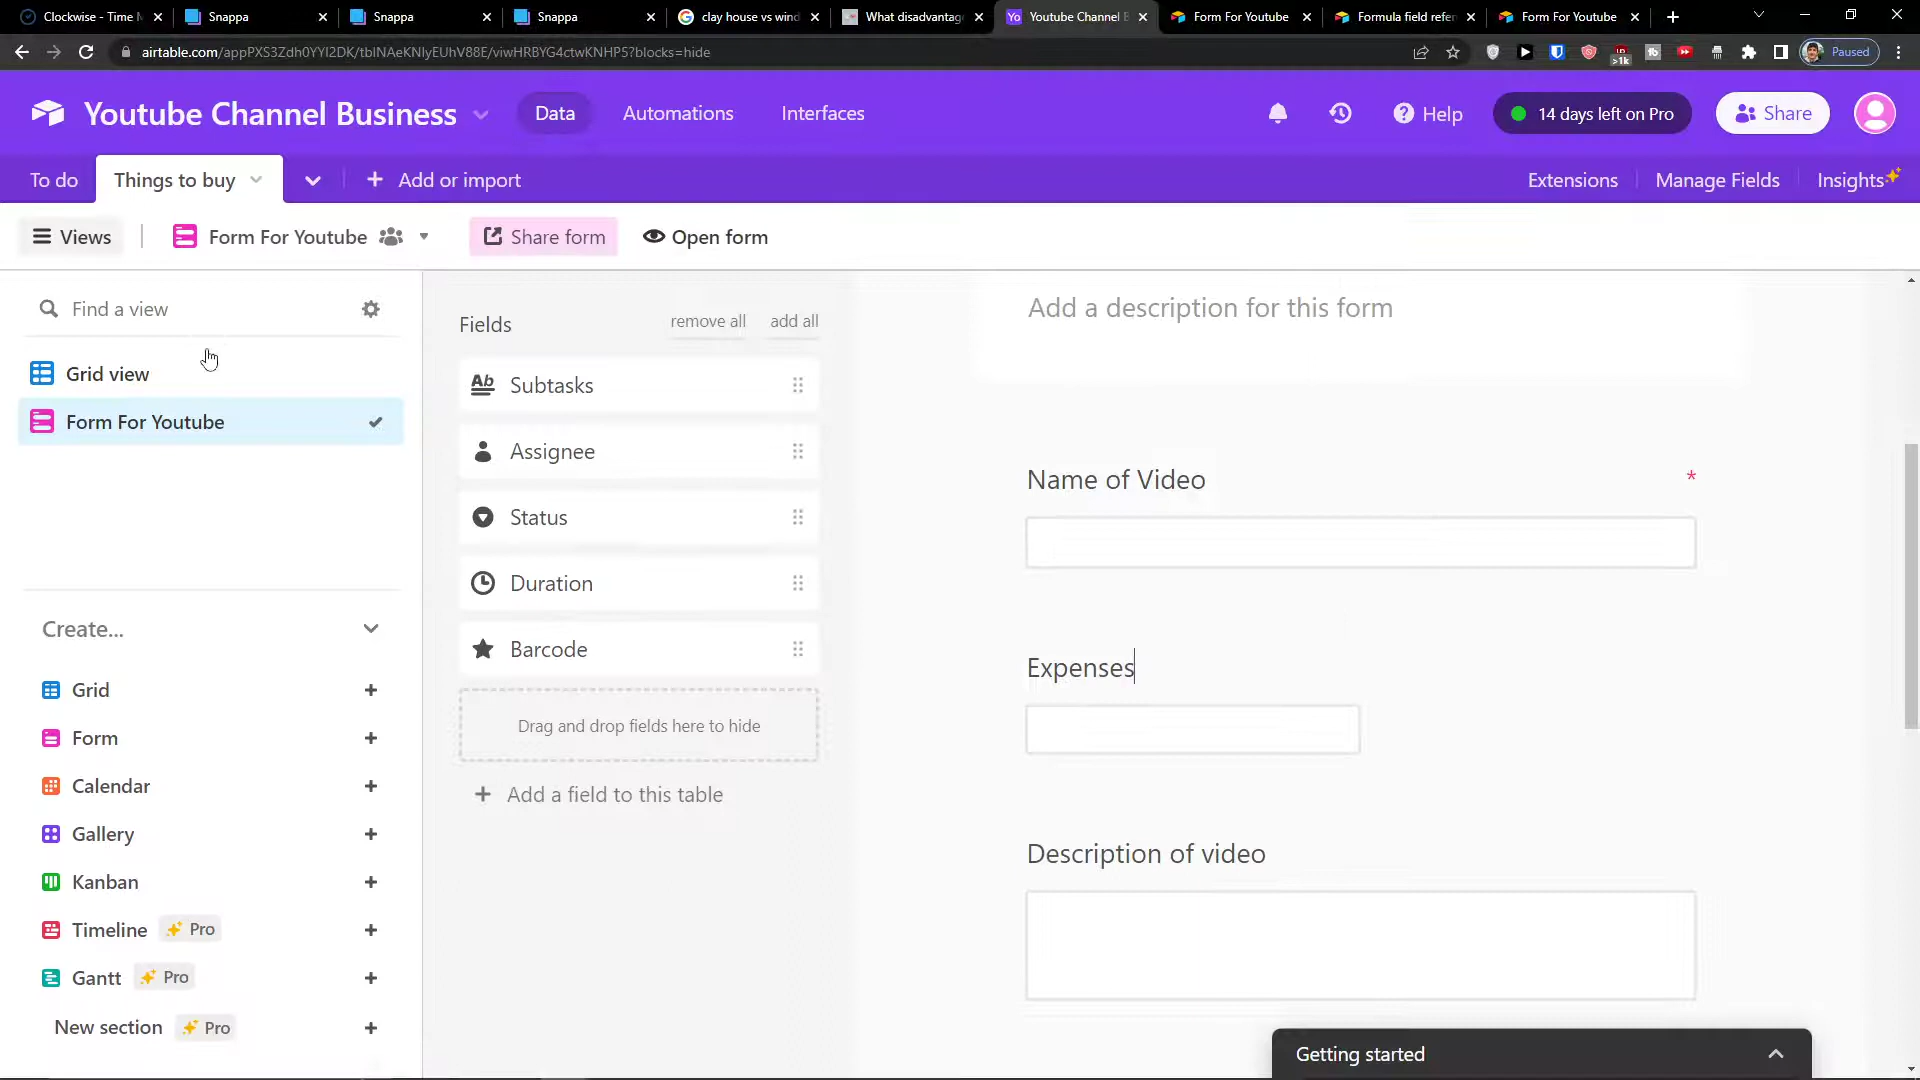 Clockwise - Time M
Snappa
Snappa
Snappa
clay house vs wind
What disadvantage
Youtube Channel B
Form For Youtube
Formula field refer
Form For Youtube
airtable.com/appPXS3Zdh0YYI2DK/tblNAeKNIyEUhV88E/viwHRBYG4ctwKNHP5?blocks=hide
>1k
Paused
Youtube Channel Business
Data
Automations
Interfaces
Help
14 days left on Pro
Share
To do
Things to buy
Add or import
Extensions
Manage Fields
Insights
Views
Form For Youtube
Share form
Open form
Find a view
Grid view
Form For Youtube
Create...
Grid
Form
Calendar
Gallery
Kanban
Timeline Pro
Gantt Pro
New section Pro
Fields
remove all
add all
Subtasks
Assignee
Status
Duration
Barcode
Drag and drop fields here to hide
Add a field to this table
Add a description for this form
Name of Video *
Expenses
Description of video
Getting started